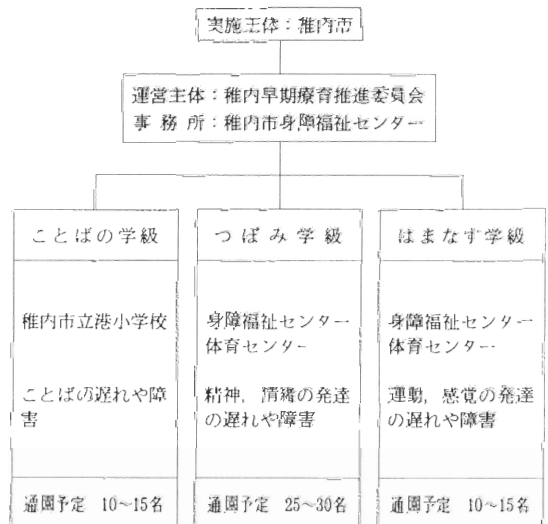 実施主体：稚内市
運営主体：稚内早期療育推進委員会
事務所：稚内市身障福祉センター
ことばの学級
稚内市立港小学校
ことばの遅れや障
害
通園予定 10～15名
つぼみ学級
身障福祉センター
体育センター
精神，情緒の発達
の遅れや障害
通園予定 25～30名
はまなす学級
身障福祉センター
体育センター
運動，感覚の発達
の遅れや障害
通園予定 10～15名